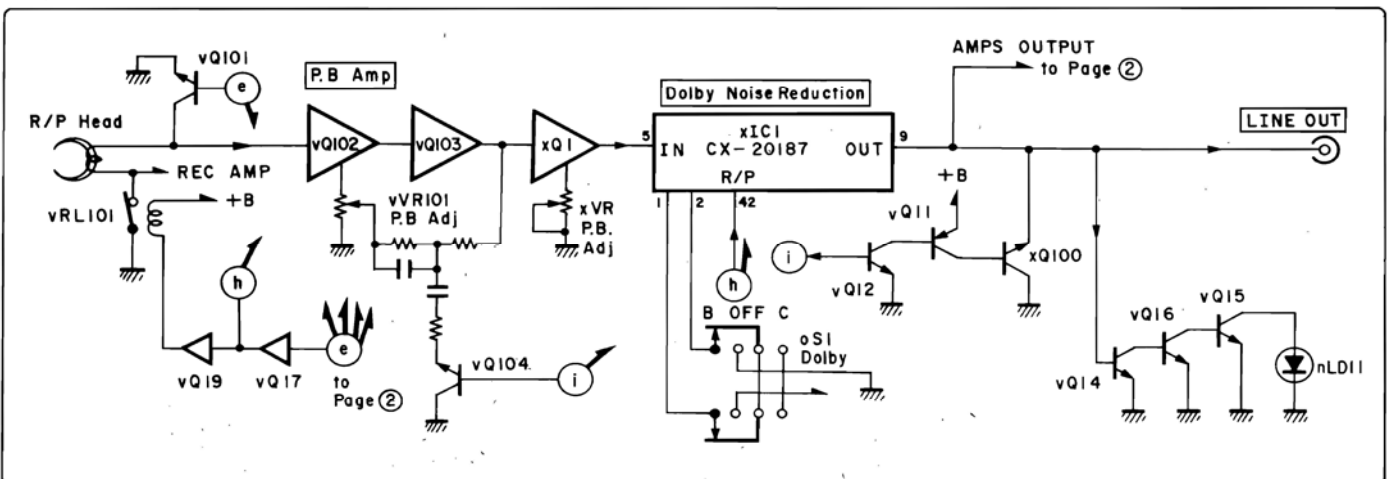 AMPS OUTPUT
to Page ②
vQ101
P.B Amp
e
Dolby Noise Reduction
R/P Head
LINE OUT
vQ102
vQ103
xQ1
5
xIC1
9
IN
CX-20187
OUT
REC AMP
R/P
+B
+B
1
2
42
vRL101
vVR101
P.B Adj
xVR
P.B.
Adj
vQ11
i
xQ100
h
h
vQ12
B OFF C
vQ15
vQ16
oS1
Dolby
e
vQ19
vQ17
vQ104
i
vQ14
nLD11
to
Page ②